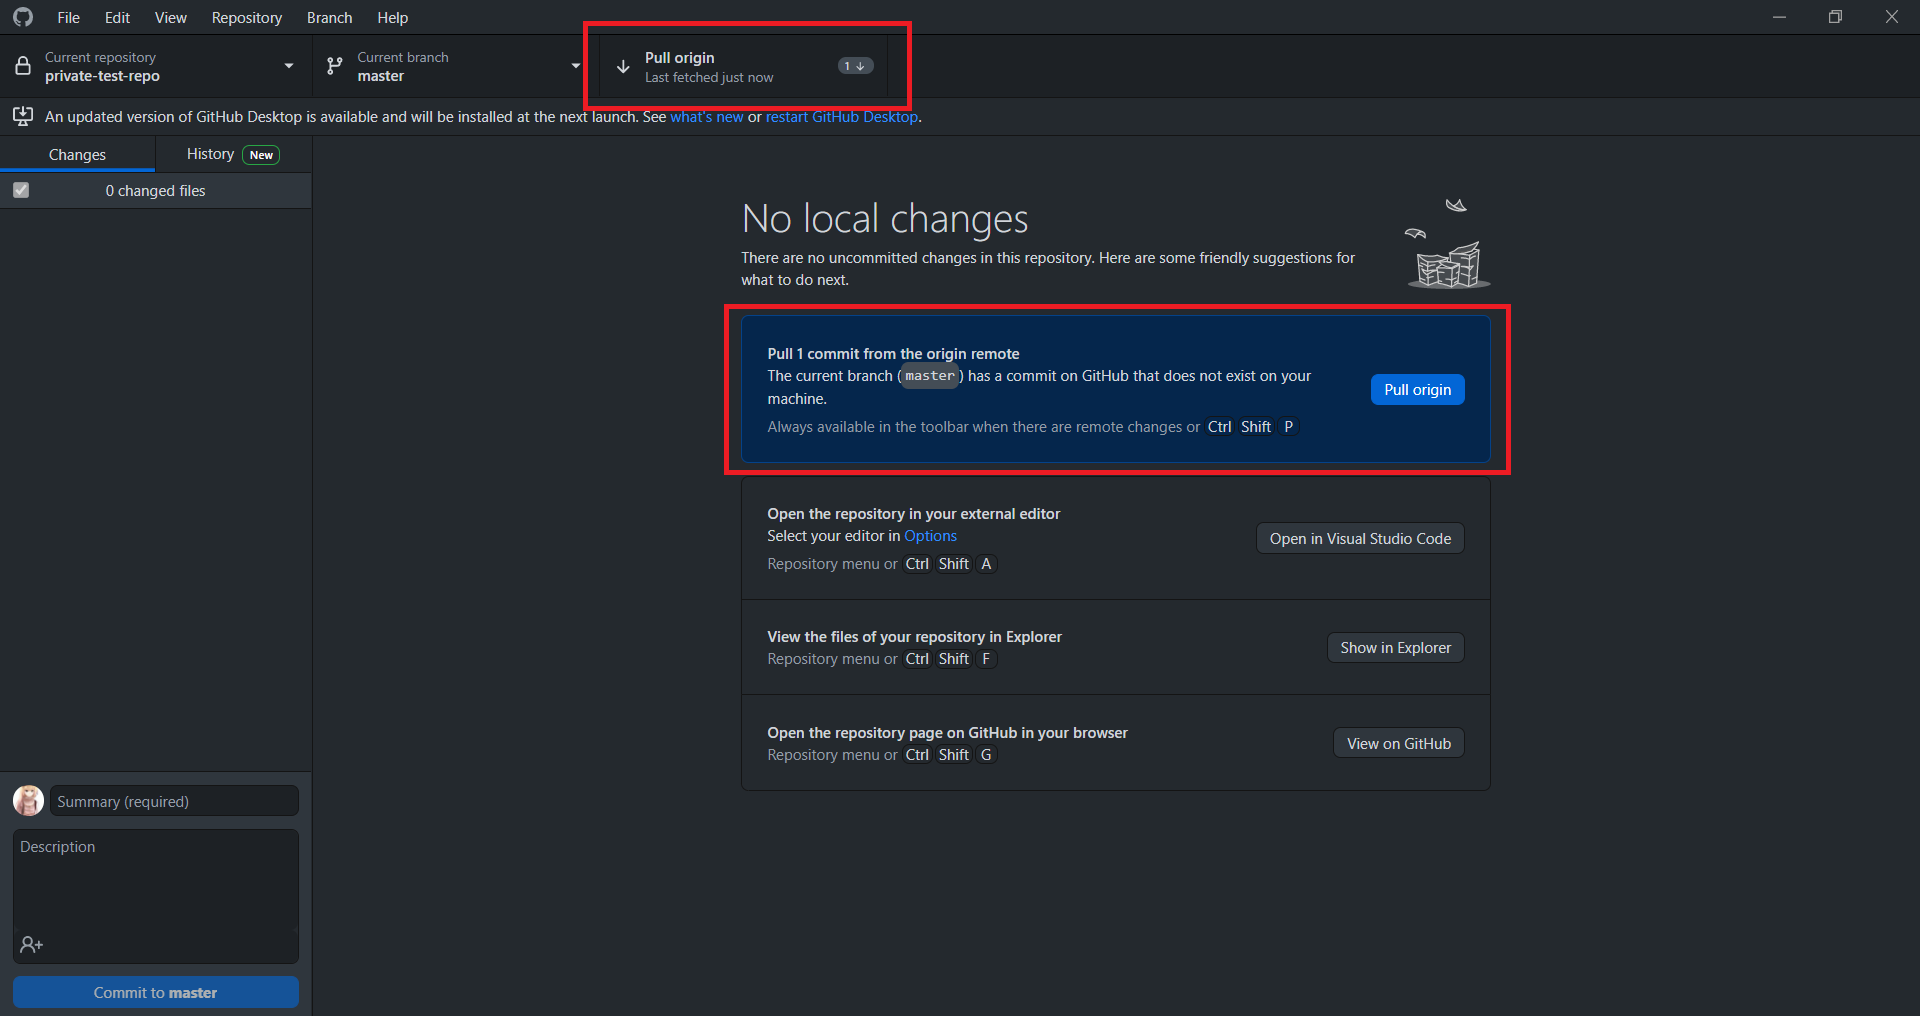 File Edit View Repository Branch Help
Current repository
private-test-repo
Current branch
master
Pull origin
Last fetched just now
1
An updated version of GitHub Desktop is available and will be installed at the next launch. See what's new or restart GitHub Desktop.
Changes
History New
0 changed files
No local changes
There are no uncommitted changes in this repository. Here are some friendly suggestions for
what to do next.
Pull 1 commit from the origin remote
The current branch (master) has a commit on GitHub that does not exist on your
machine.
Always available in the toolbar when there are remote changes or Ctrl Shift P
Pull origin
Open the repository in your external editor
Select your editor in Options
Repository menu or Ctrl Shift A
Open in Visual Studio Code
View the files of your repository in Explorer
Repository menu or Ctrl Shift F
Show in Explorer
Open the repository page on GitHub in your browser
Repository menu or Ctrl Shift G
View on GitHub
Summary (required)
Description
Commit to master